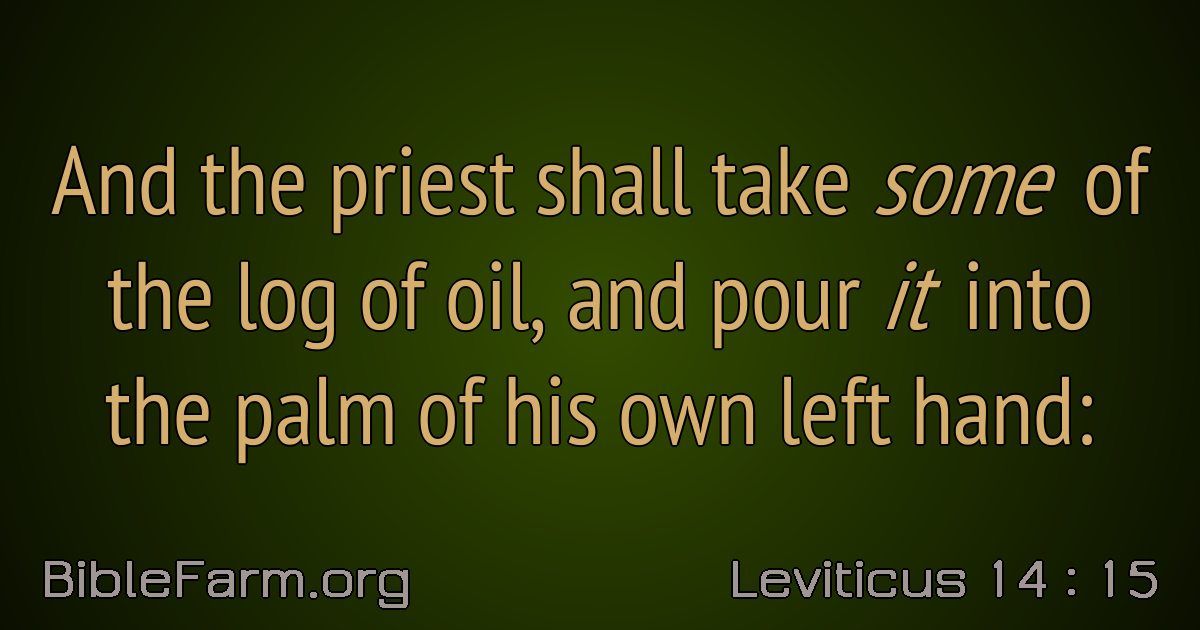 And the priest shall take some of
the log of oil, and pour it into
the palm of his own left hand:
BibleFarm.org
Leviticus 14 : 15